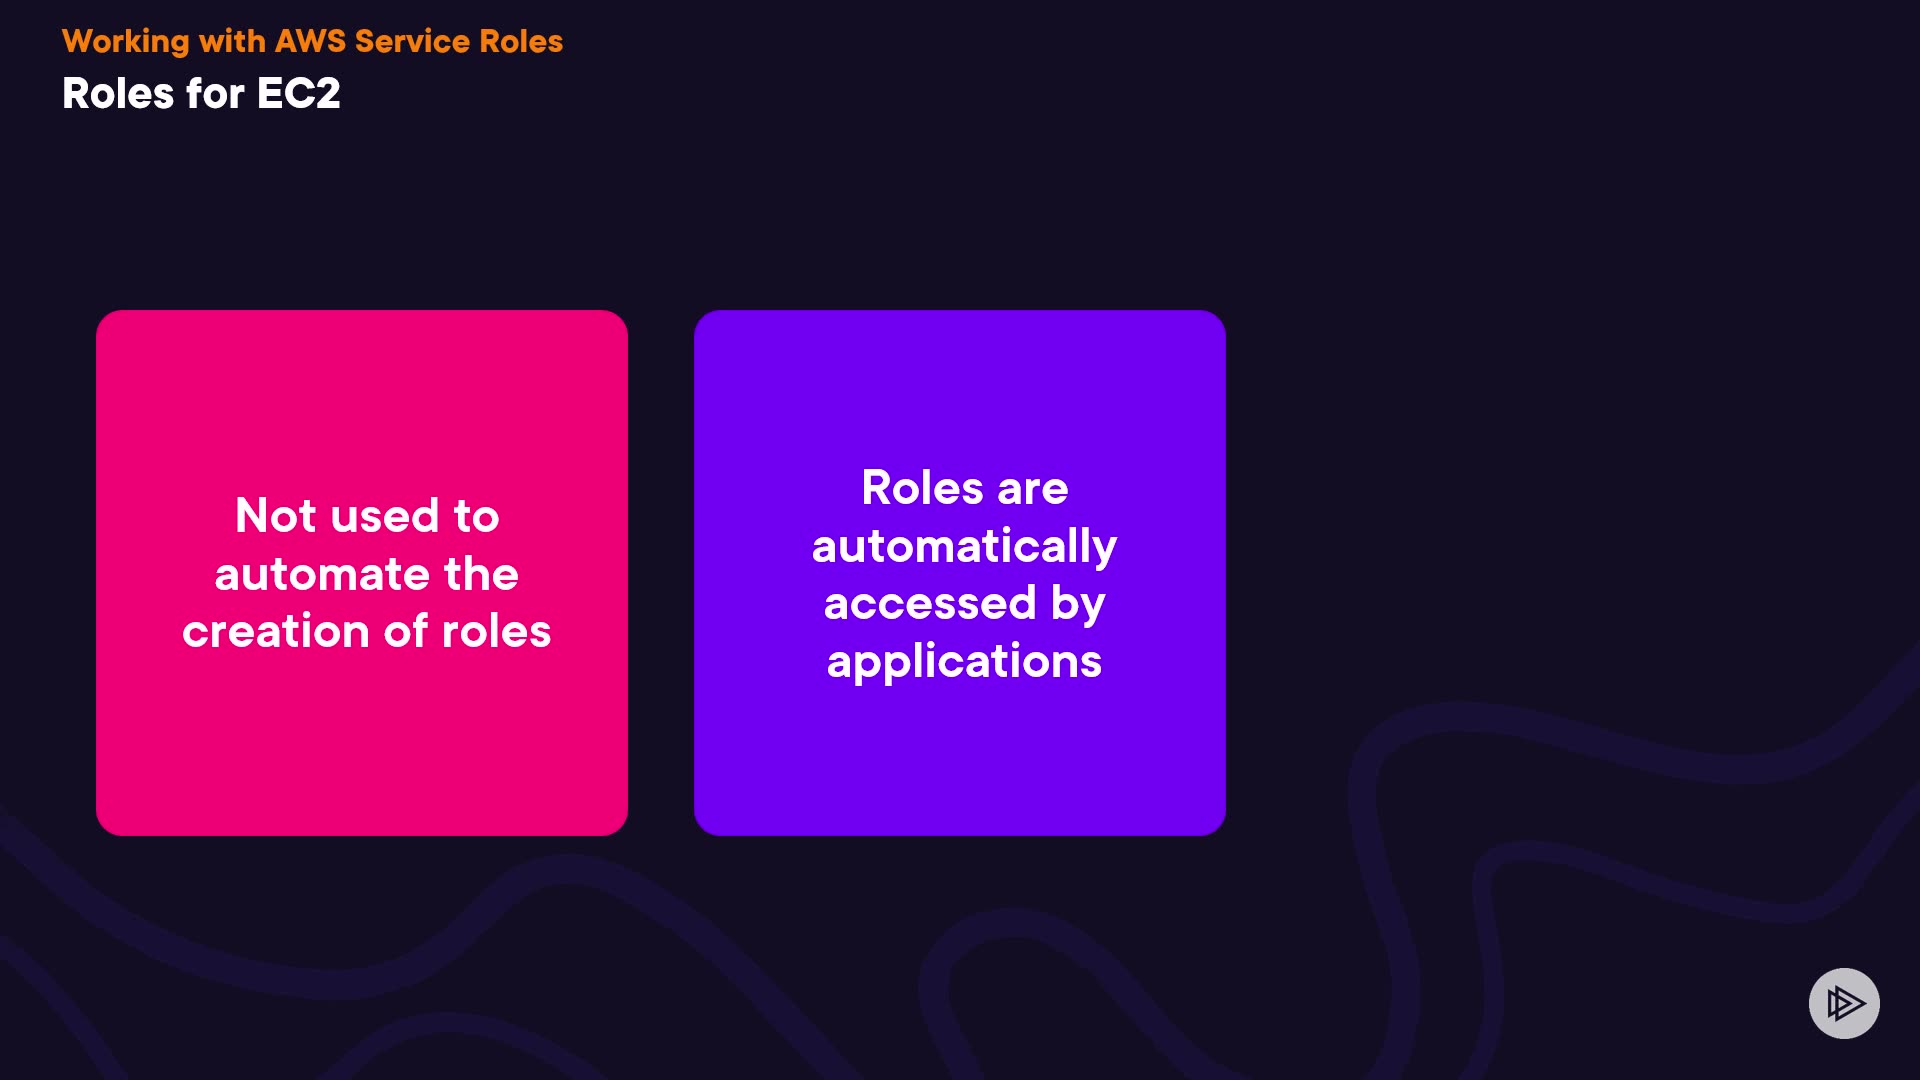 Working with AWS Service Roles
Roles for EC2
Not used to
automate the
creation of roles
Roles are
automatically
accessed by
applications